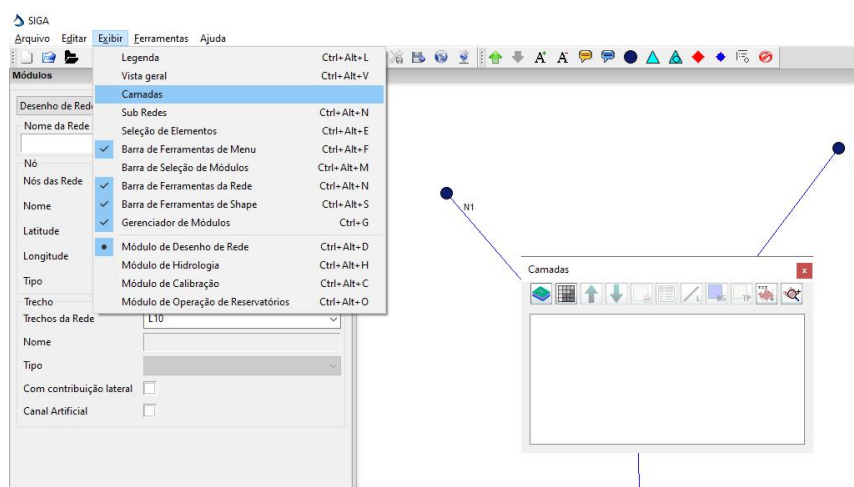 SIGA
Arquivo Editar Exibir Ferramentas Ajuda
Módulos
Desenho de Rede
Nome da Rede
Nó
Nós das Rede
Nome
Latitude
Longitude
Tipo
Trecho
Trechos da Rede L10
Nome
Tipo
Com contribuição lateral
Canal Artificial
Legenda Ctrl+Alt+L
Vista geral Ctrl+Alt+V
Camadas
Sub Redes Ctrl+Alt+N
Seleção de Elementos Ctrl+Alt+E
Barra de Ferramentas de Menu Ctrl+Alt+F
Barra de Seleção de Módulos Ctrl+Alt+M
Barra de Ferramentas da Rede Ctrl+Alt+N
Barra de Ferramentas de Shape Ctrl+Alt+S
Gerenciador de Módulos Ctrl+G
Módulo de Desenho de Rede Ctrl+Alt+D
Módulo de Hidrologia Ctrl+Alt+H
Módulo de Calibração Ctrl+Alt+C
Módulo de Operação de Reservatórios Ctrl+Alt+O
A+ A-
N1
Camadas x
L BG TP TXT